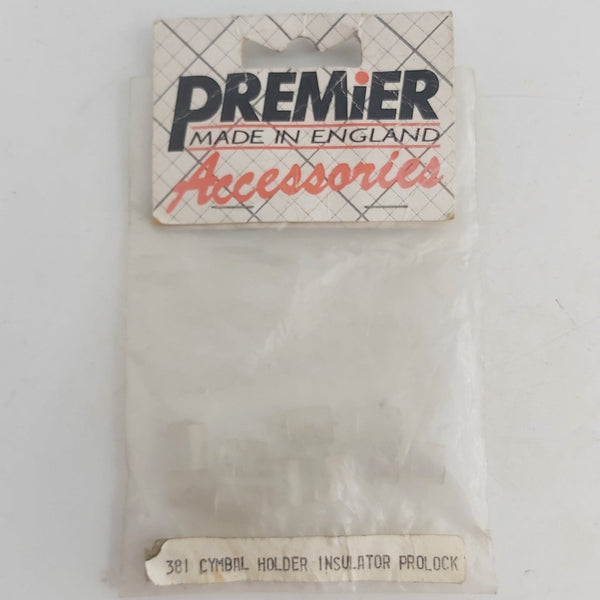 PREMiER
MADE IN ENGLAND
Accessories
381 CYMBAL HOLDER INSULATOR PROLOCK